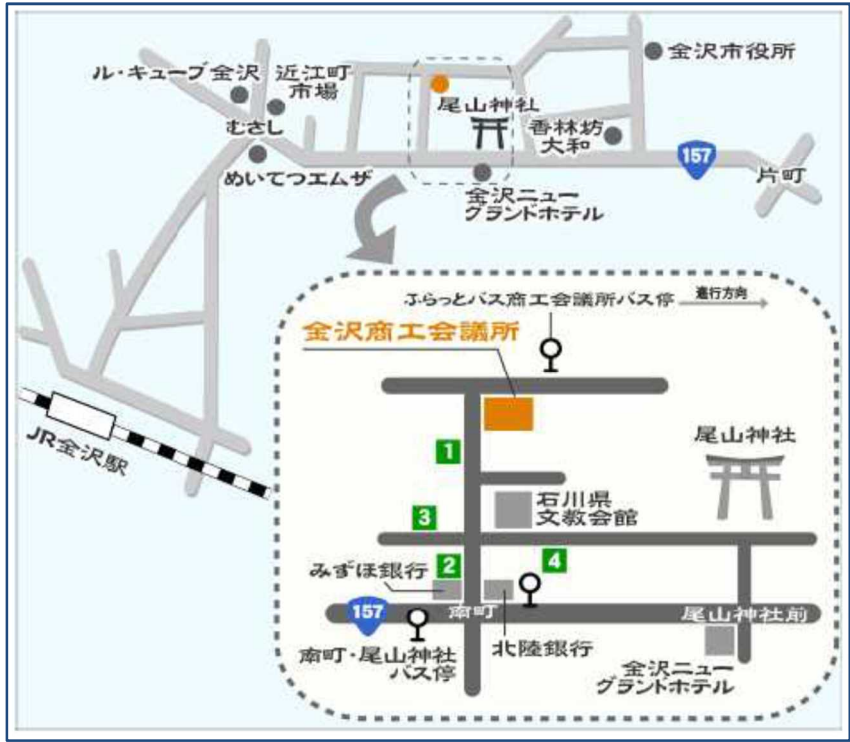 金沢市役所
ル・キューブ金沢
近江町
市場
尾山神社
むさし
香林坊
大和
157
めいてつエムザ
片町
金沢ニュー
グランドホテル
ふらっとバス商工会議所バス停
進行方向
金沢商工会議所
JR金沢駅
尾山神社
1
石川県
文教会館
3
2
4
みずほ銀行
157
南町
尾山神社前
南町・尾山神社
バス停
北陸銀行
金沢ニュー
グランドホテル